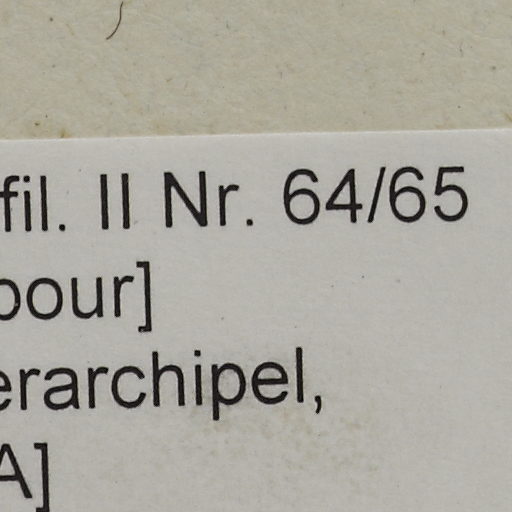 fil. II Nr. 64/65
bour]
erarchipel,
A]